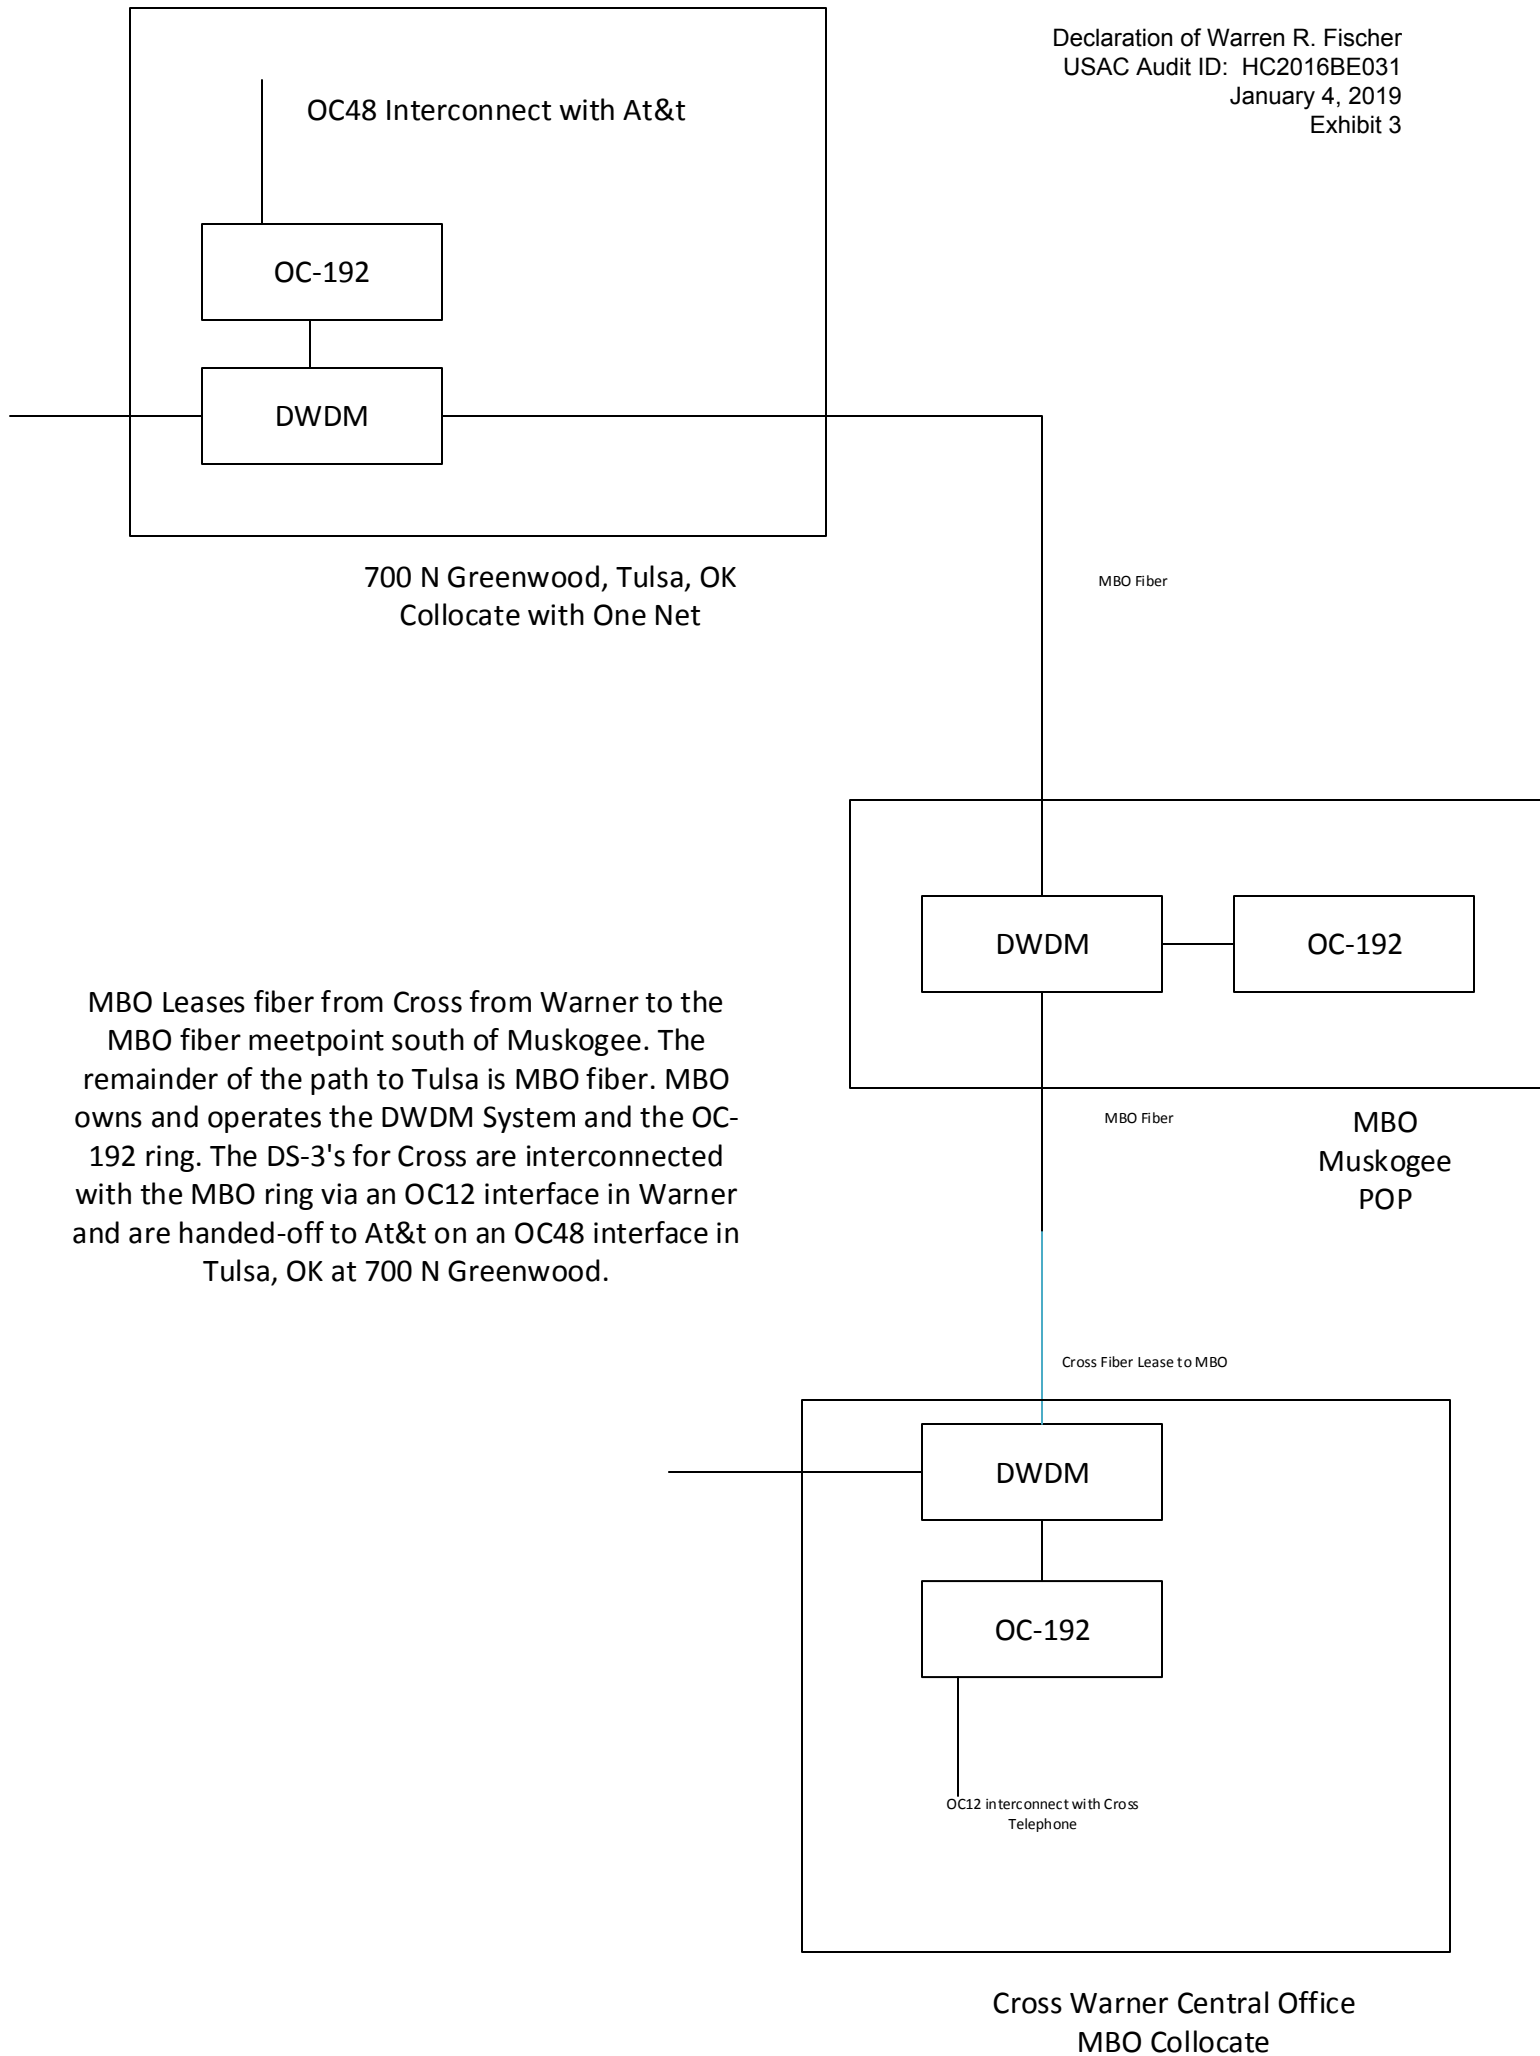 Declaration of Warren R. Fischer
USAC Audit ID:  HC2016BE031
January 4, 2019
Exhibit 3
OC48 Interconnect with At&t
OC-192
DWDM
700 N Greenwood, Tulsa, OK
Collocate with One Net
MBO Fiber
DWDM
OC-192
MBO Leases fiber from Cross from Warner to the
MBO fiber meetpoint south of Muskogee. The
remainder of the path to Tulsa is MBO fiber. MBO
owns and operates the DWDM System and the OC-
192 ring. The DS-3's for Cross are interconnected
with the MBO ring via an OC12 interface in Warner
and are handed-off to At&t on an OC48 interface in
Tulsa, OK at 700 N Greenwood.
MBO Fiber
MBO
Muskogee
POP
Cross Fiber Lease to MBO
DWDM
OC-192
OC12 interconnect with Cross
Telephone
Cross Warner Central Office
MBO Collocate